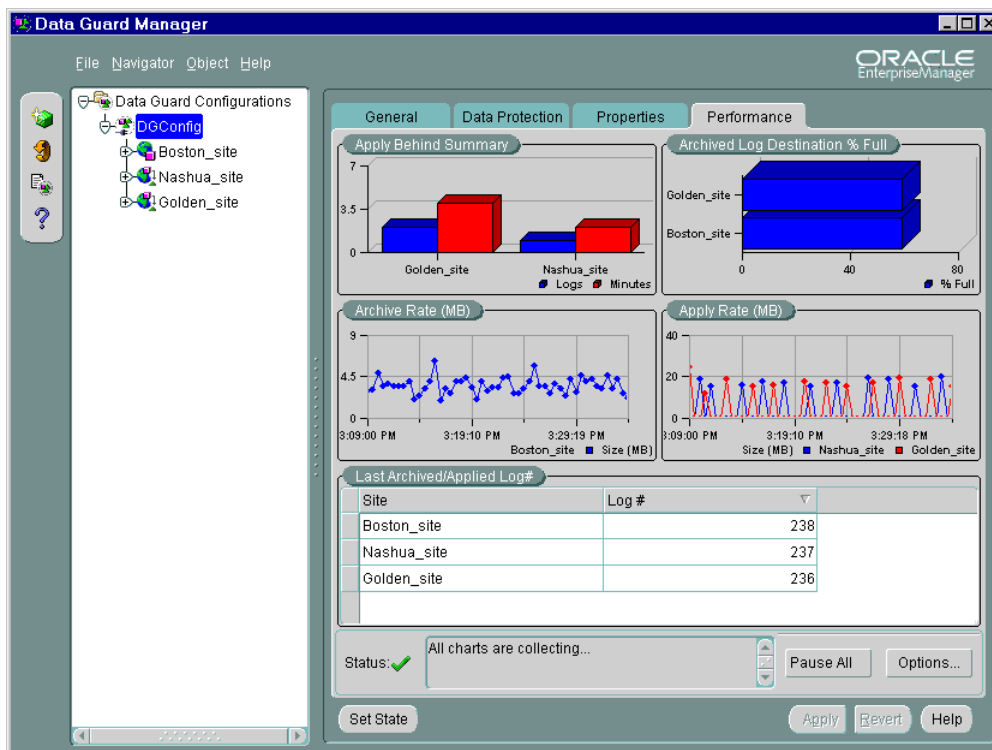 Data Guard Manager
File Navigator Object Help
ORACLE
EnterpriseManager
Data Guard Configurations
DGConfig
Boston_site
Nashua_site
Golden_site
General Data Protection Properties Performance
Apply Behind Summary
7
3.5
0
Golden_site Nashua_site
Logs Minutes
Archived Log Destination % Full
Golden_site
Boston_site
0 40 80
% Full
Archive Rate (MB)
9
4.5
0
3:09:00 PM 3:19:10 PM 3:29:19 PM
Boston_site Size (MB)
Apply Rate (MB)
40
20
0
3:09:00 PM 3:19:10 PM 3:29:18 PM
Size (MB) Nashua_site Golden_site
Last Archived/Applied Log#
Site Log #
Boston_site 238
Nashua_site 237
Golden_site 236
Status: All charts are collecting... Pause All Options...
Set State Apply Revert Help